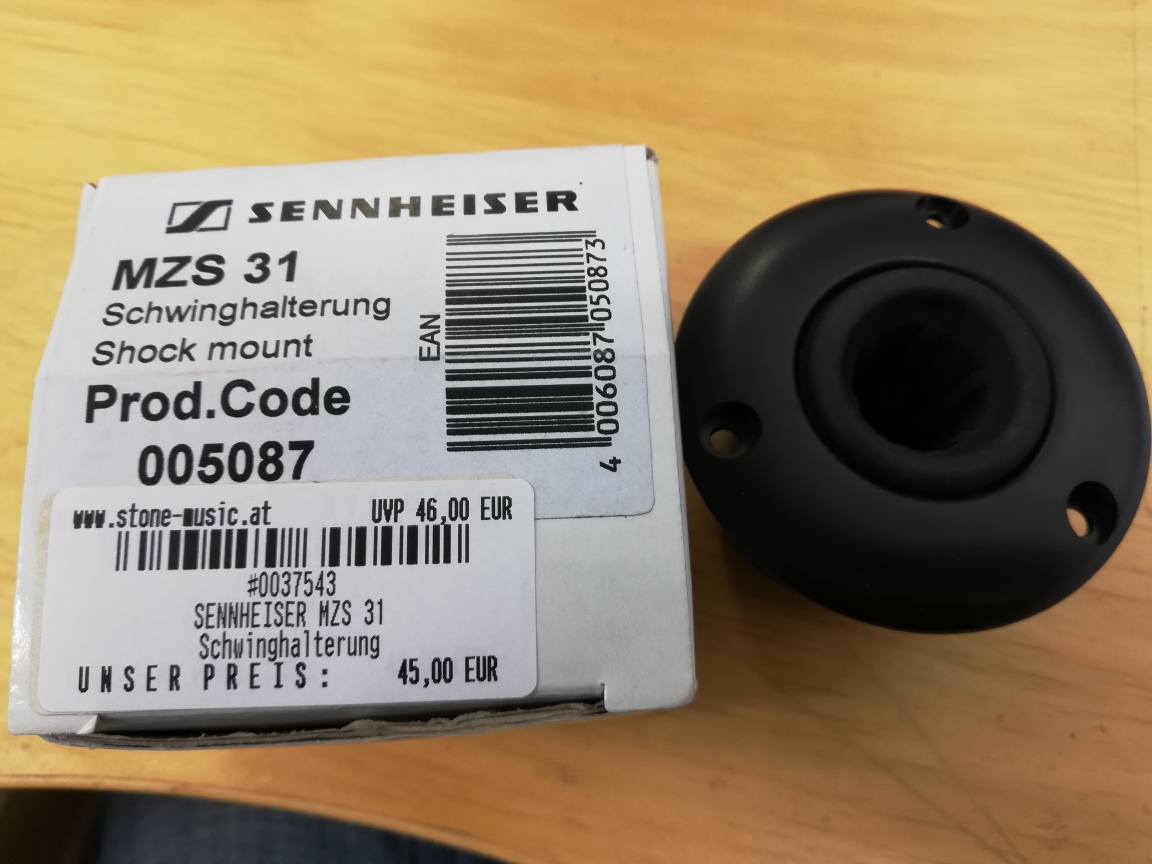 SENNHEISER
MZS 31
Schwinghalterung
Shock mount
Prod.Code
005087
EAN
4 006087 050873
www.stone-music.at UVP 46,00 EUR
#0037543
SENNHEISER MZS 31
Schwinghalterung
UNSER PREIS: 45,00 EUR